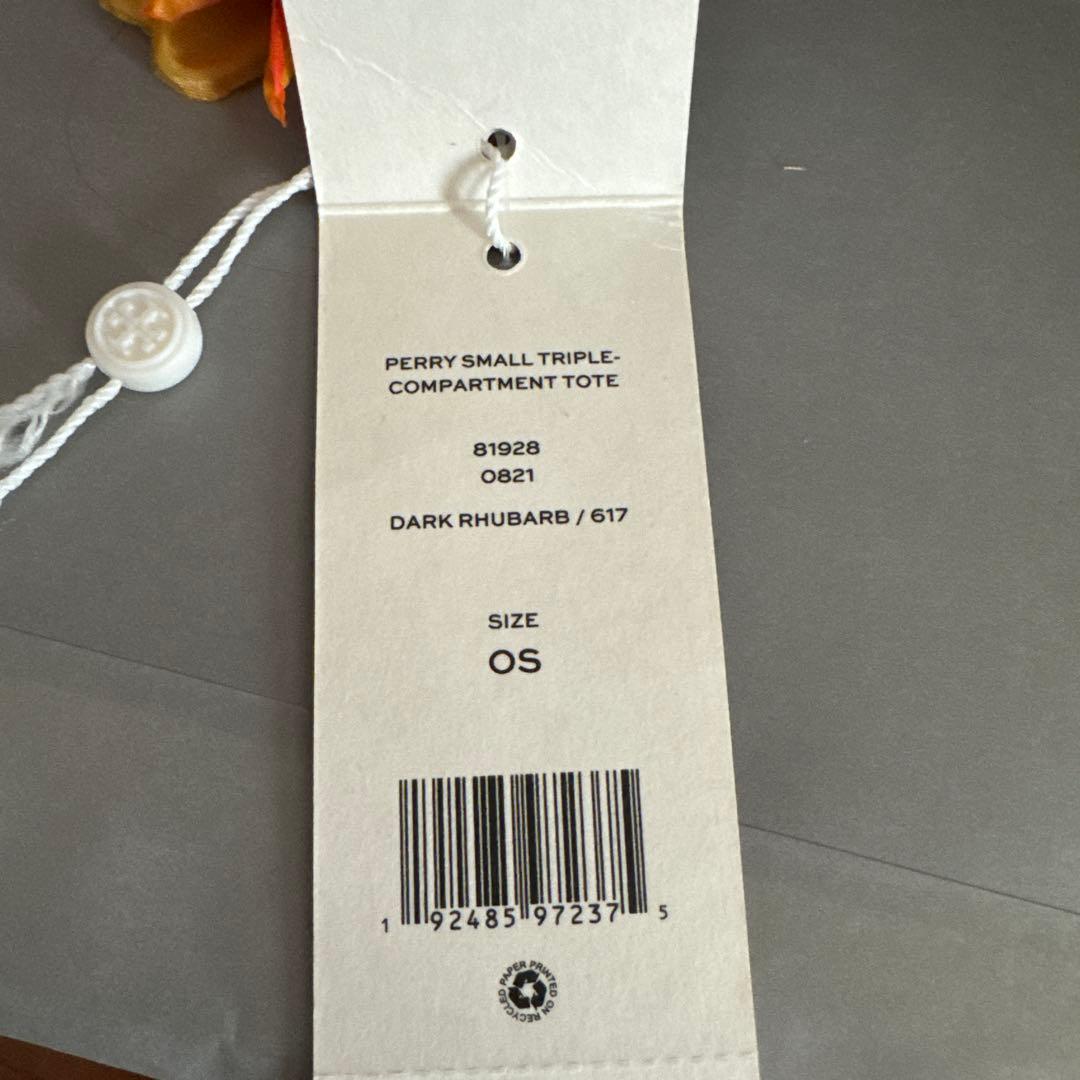 PERRY SMALL TRIPLE-
COMPARTMENT TOTE
81928
0821
DARK RHUBARB / 617
SIZE
OS
1 92485 97237 5
PRINTED ON RECYCLED PAPER